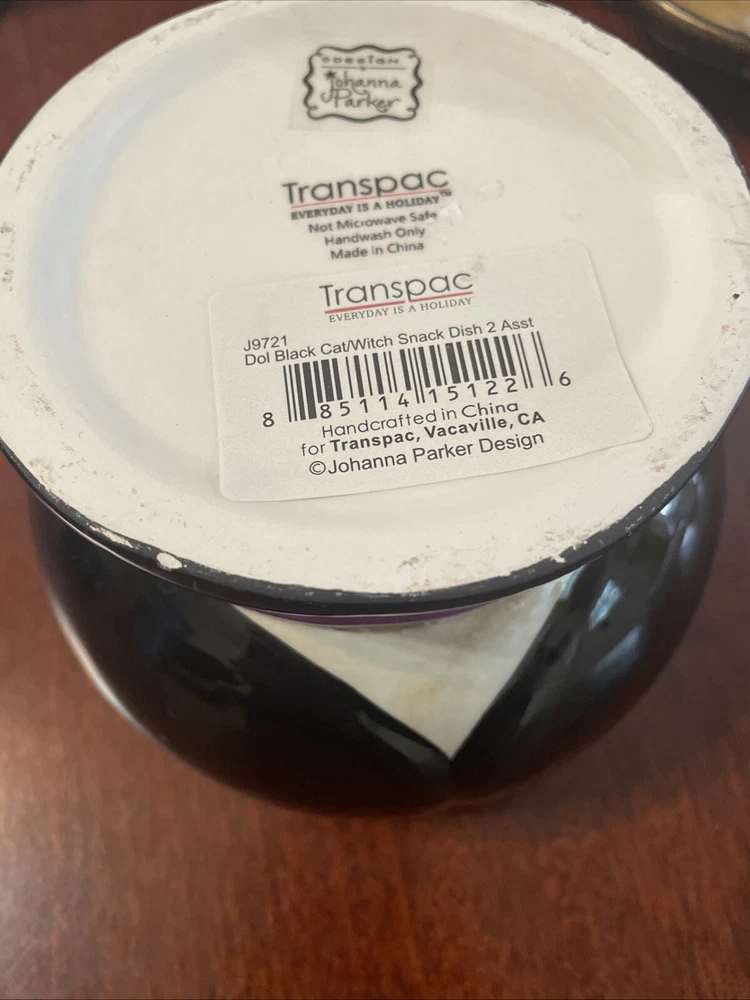 DESIGN
Johanna
Parker
Transpac™
EVERYDAY IS A HOLIDAY
Not Microwave Safe
Handwash Only
Made in China
Transpac
EVERYDAY IS A HOLIDAY
J9721
Dol Black Cat/Witch Snack Dish 2 Asst
8 85114 15122 6
Handcrafted in China
for Transpac, Vacaville, CA
©Johanna Parker Design